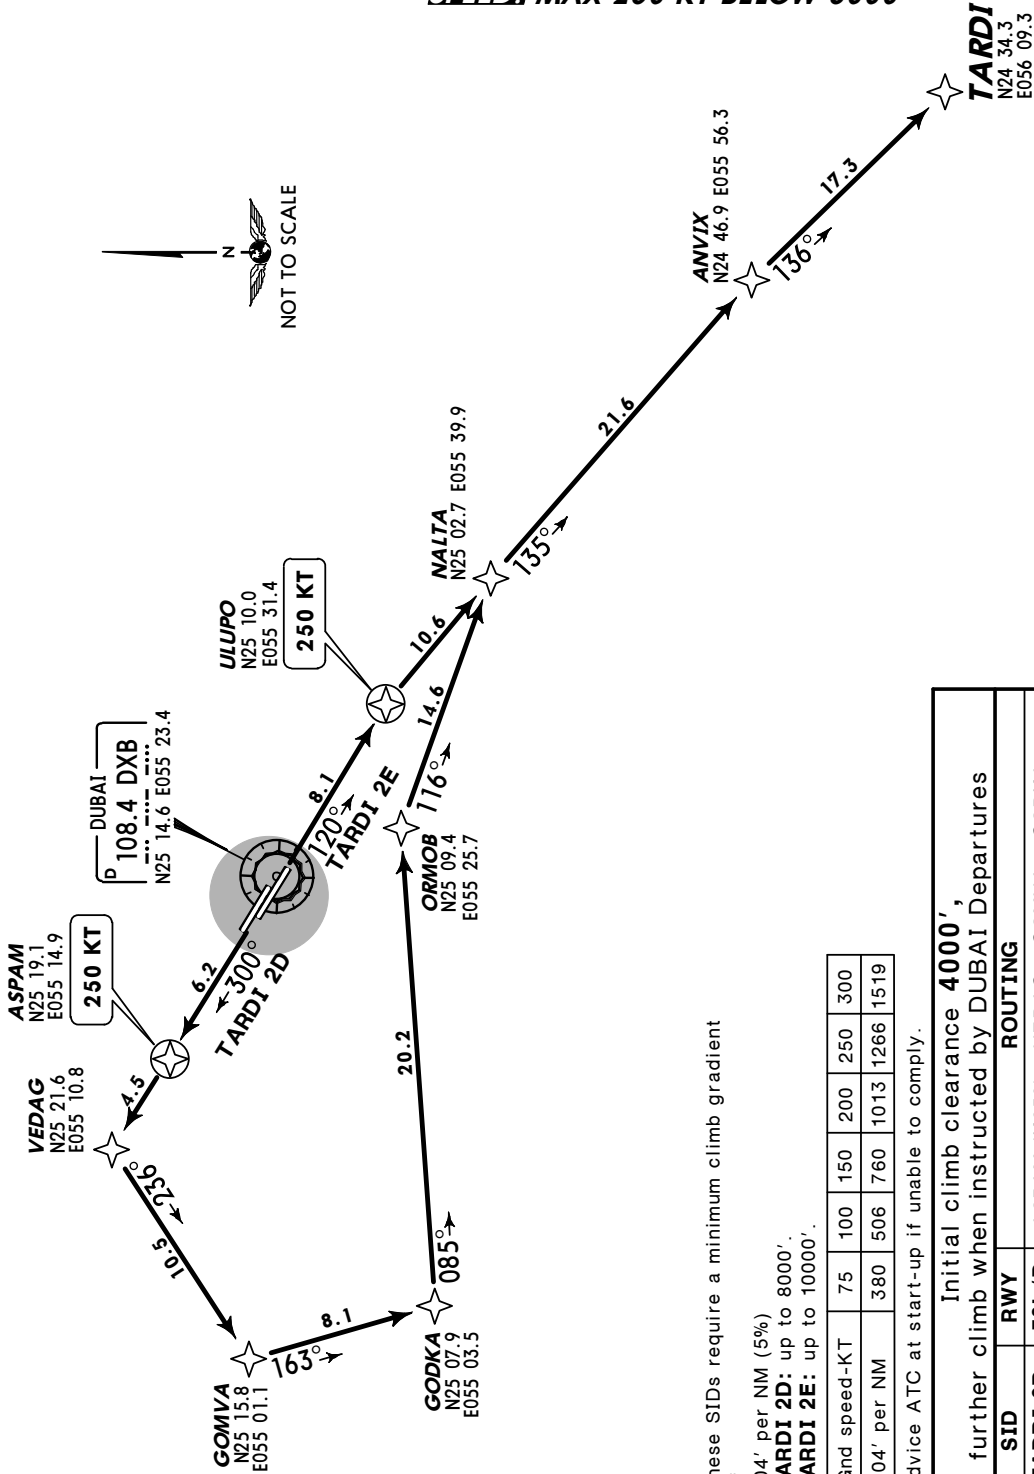 MAX 250 KT BELOW
TARDI
N24 34.3
E056 09.3
17.3
136°
ANVIX
N24 46.9 E055 56.3
N
NOT TO SCALE
21.6
135°
NALTA
N25 02.7 E055 39.9
ULUPO
N25 10.0
E055 31.4
250 KT
10.6
14.6
116°
DUBAI
D
108.4 DXB
N25 14.6 E055 23.4
8.1
120°
TARDI 2E
ORMOB
N25 09.4
E055 25.7
ASPAM
N25 19.1
E055 14.9
250 KT
6.2
300°
TARDI 2D
VEDAG
N25 21.6
E055 10.8
4.5
236°
10.5
20.2
GOMVA
N25 15.8
E055 01.1
163°
8.1
085°
GODKA
N25 07.9
E055 03.5
SIDs require a minimum climb gradient
04' per NM (5%)
ARDI 2D: up to 8000'.
ARDI 2E: up to 10000'.
nd speed-KT 75 100 150 200 250 300
04' per NM 380 506 760 1013 1266 1519
dvice ATC at start-up if unable to comply.
Initial climb clearance 4000',
further climb when instructed by DUBAI Departures
SID RWY ROUTING